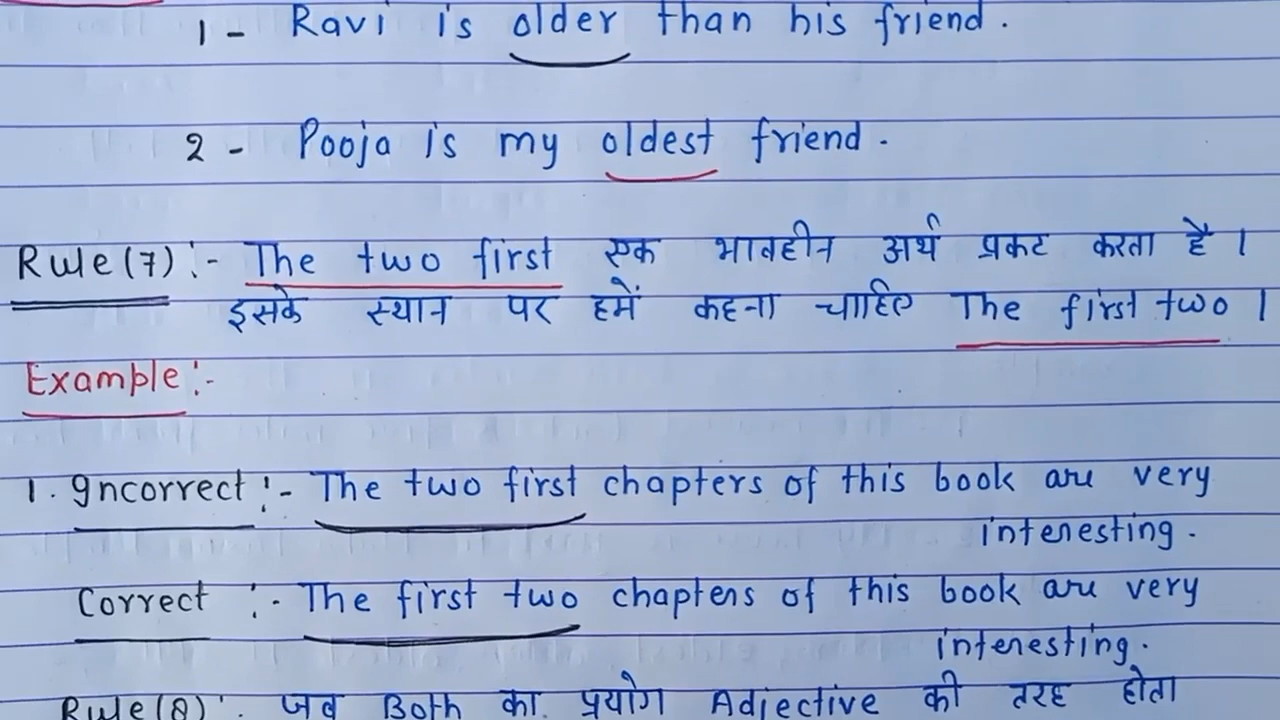 1 - Ravi is older than his friend.
2 - Pooja is my oldest friend.
Rule (7) :- The two first एक भावहीन अर्थ प्रकट करता है ।
इसके स्थान पर हमें कहना चाहिए The first two ।
Example :-
1. Incorrect :- The two first chapters of this book are very
interesting.
Correct :- The first two chapters of this book are very
interesting.
Rule (8) :- जब Both का प्रयोग Adjective की तरह होता